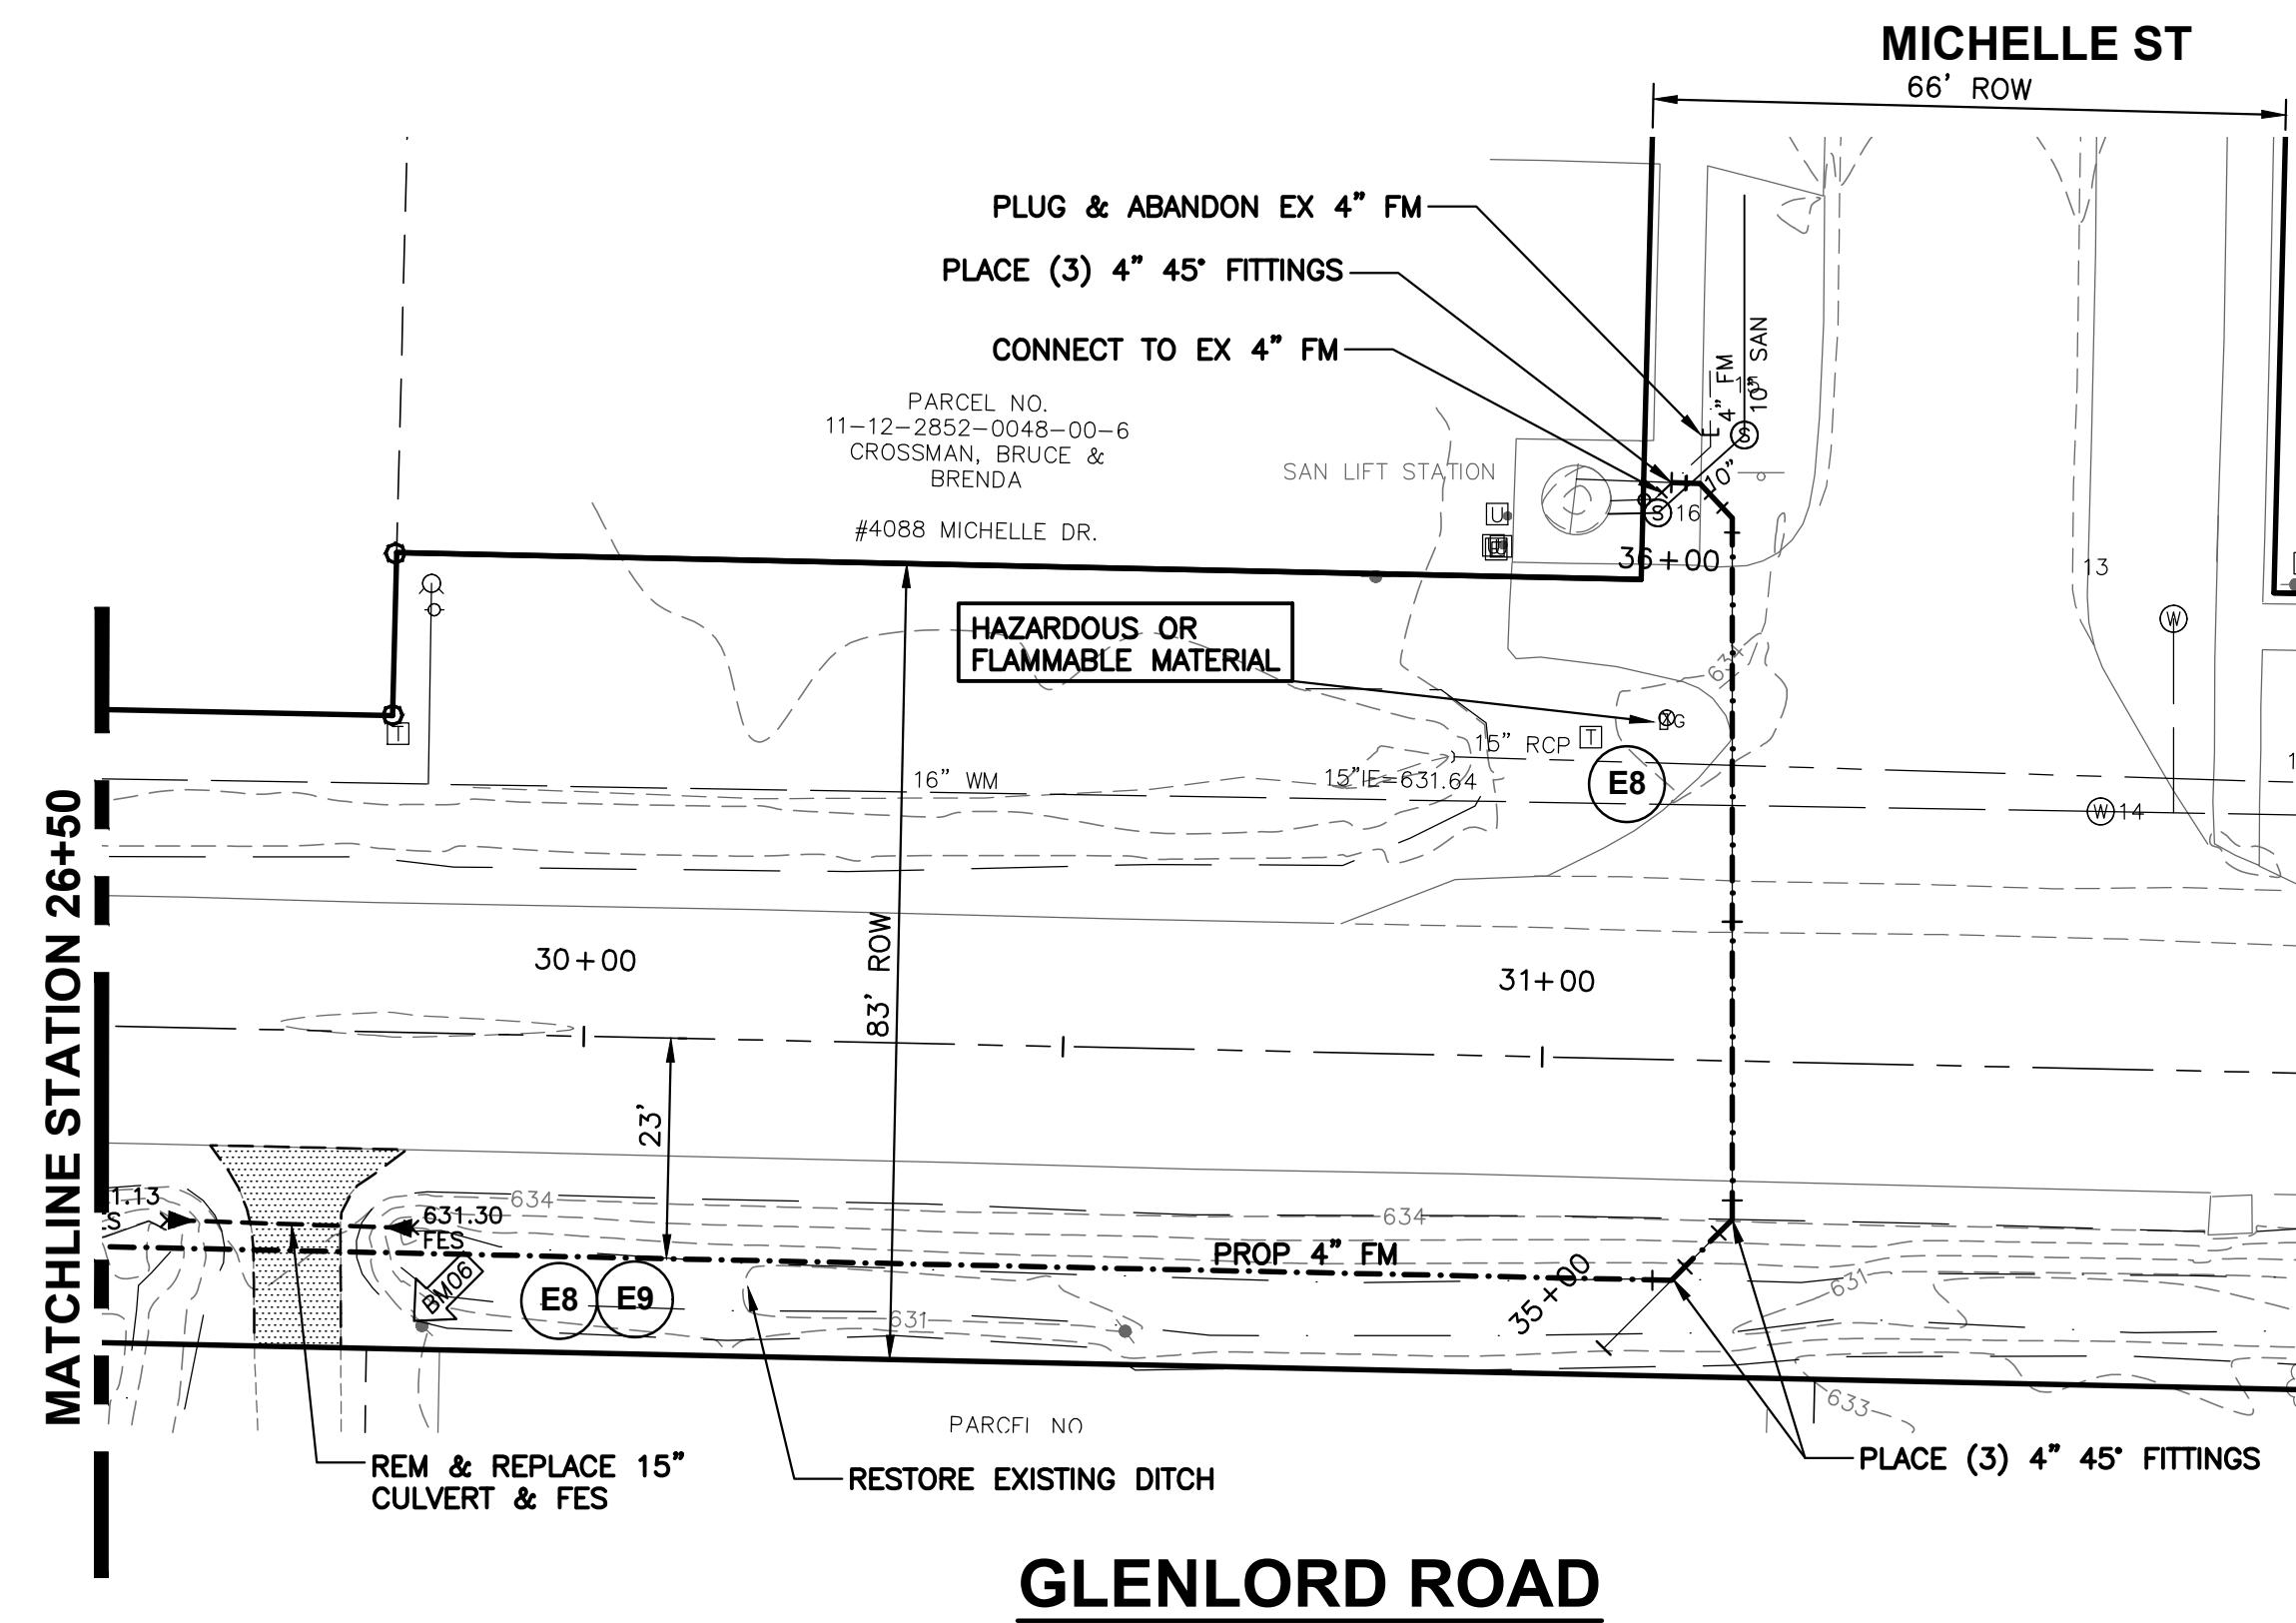 MICHELLE ST
66' ROW
PLUG & ABANDON EX 4" FM
PLACE (3) 4" 45° FITTINGS
CONNECT TO EX 4" FM
4" FM
10" SAN
PARCEL NO.
11-12-2852-0048-00-6
CROSSMAN, BRUCE &
BRENDA
#4088 MICHELLE DR.
SAN LIFT STATION
S
10"
S 16
U
36+00
13
HAZARDOUS OR
FLAMMABLE MATERIAL
W
634
T
15" RCP
T
16" WM
15"IE=631.64
E8
W 14
MATCHLINE STATION 26+50
30+00
83' ROW
31+00
23'
1.13
S
634
631.30
FES
634
BM06
E8
E9
PROP 4" FM
35+00
631
631
633
PARCEL NO
REM & REPLACE 15"
CULVERT & FES
RESTORE EXISTING DITCH
PLACE (3) 4" 45° FITTINGS
GLENLORD ROAD